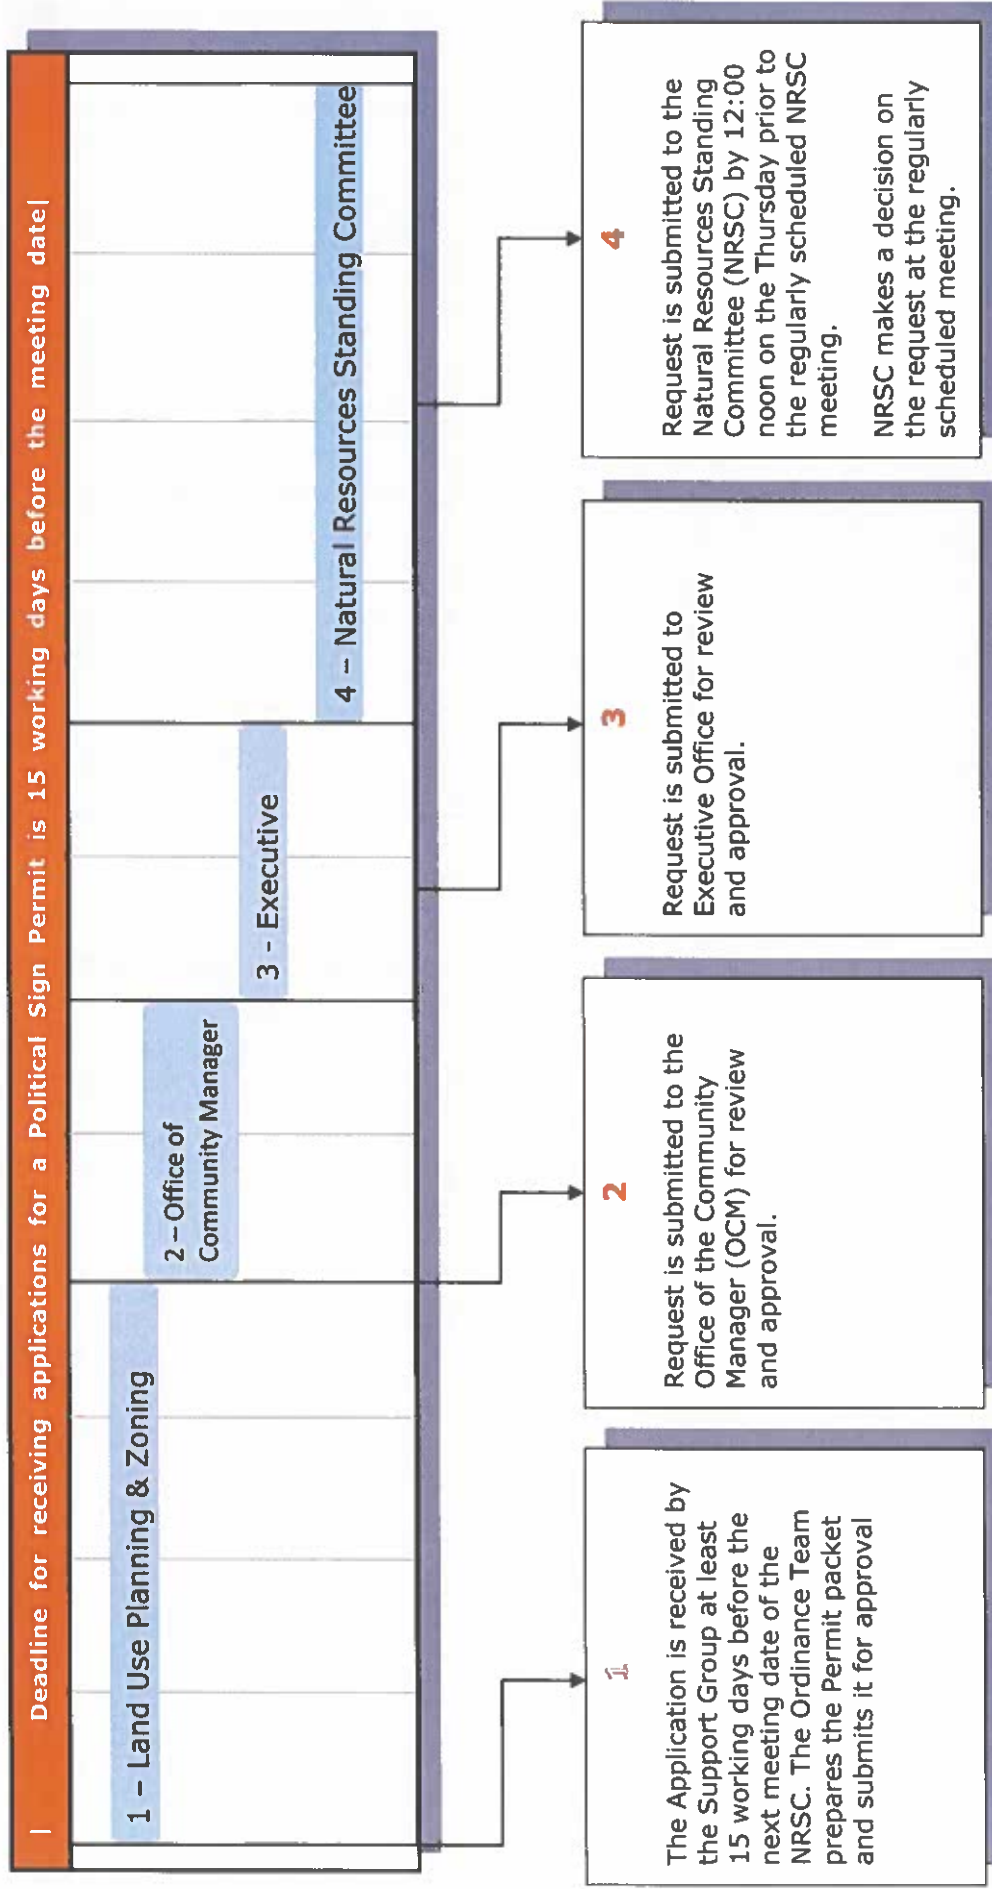 Deadline for receiving applications for a Political Sign Permit is 15 working days before the meeting date
1 – Land Use Planning & Zoning
2 – Office of
Community Manager
3 - Executive
4 – Natural Resources Standing Committee
1
The Application is received by
the Support Group at least
15 working days before the
next meeting date of the
NRSC. The Ordinance Team
prepares the Permit packet
and submits it for approval
2
Request is submitted to the
Office of the Community
Manager (OCM) for review
and approval.
3
Request is submitted to
Executive Office for review
and approval.
4
Request is submitted to the
Natural Resources Standing
Committee (NRSC) by 12:00
noon on the Thursday prior to
the regularly scheduled NRSC
meeting.
NRSC makes a decision on
the request at the regularly
scheduled meeting.